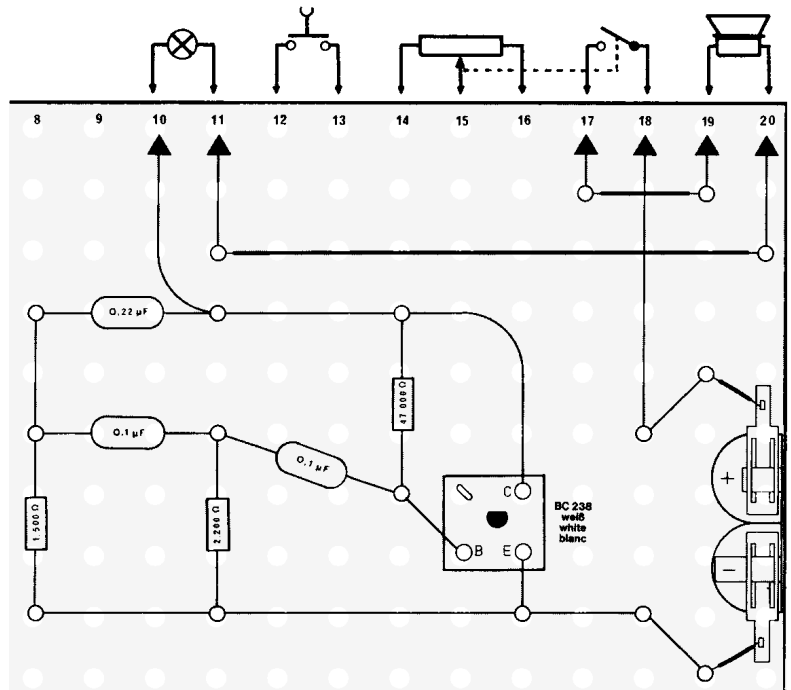 8 9 10 11 12 13 14 15 16 17 18 19 20
0,22 µF
47 000 Ω
0,1 µF
0,1 µF
1.500 Ω
2.200 Ω
C
B E
BC 238
weiß
white
blanc
+
−